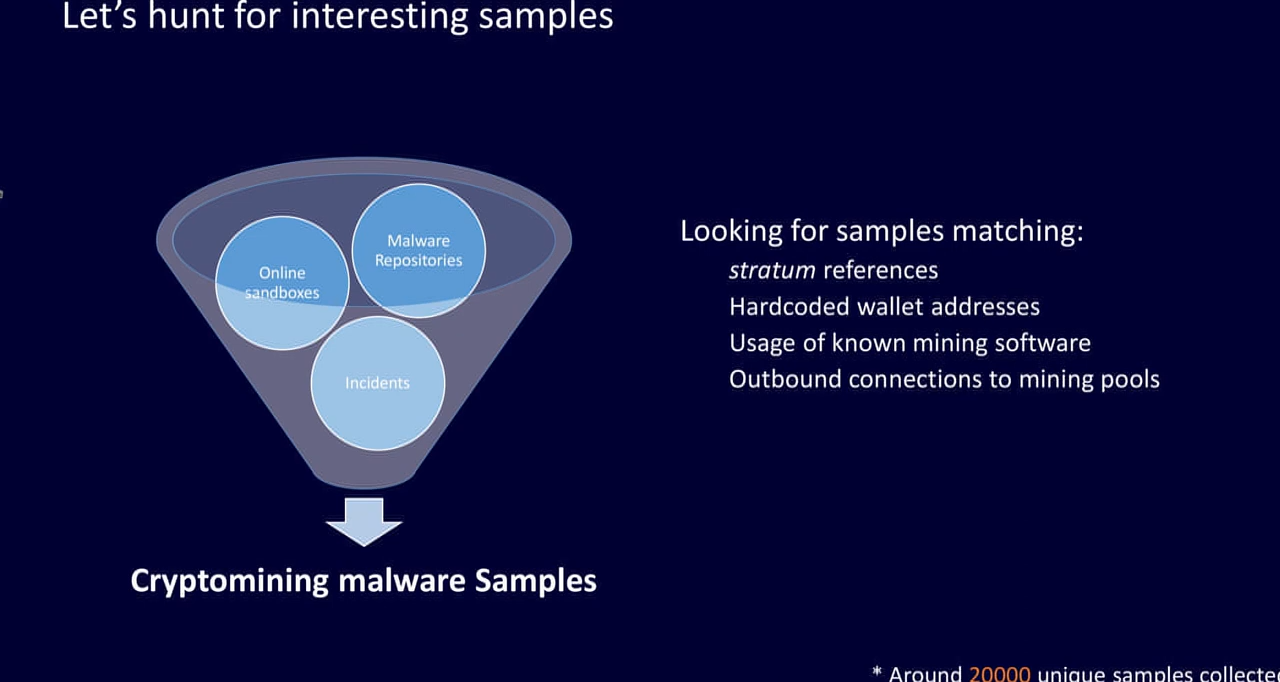 Let’s hunt for interesting samples
Malware
Repositories
Online
sandboxes
Incidents
Cryptomining malware Samples
Looking for samples matching:
stratum references
Hardcoded wallet addresses
Usage of known mining software
Outbound connections to mining pools
* Around 20000 unique samples collecte